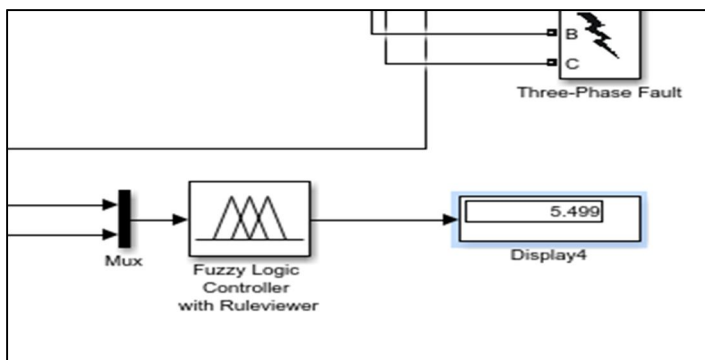 B
C
Three-Phase Fault
5.499
Mux
Display4
Fuzzy Logic
Controller
with Ruleviewer